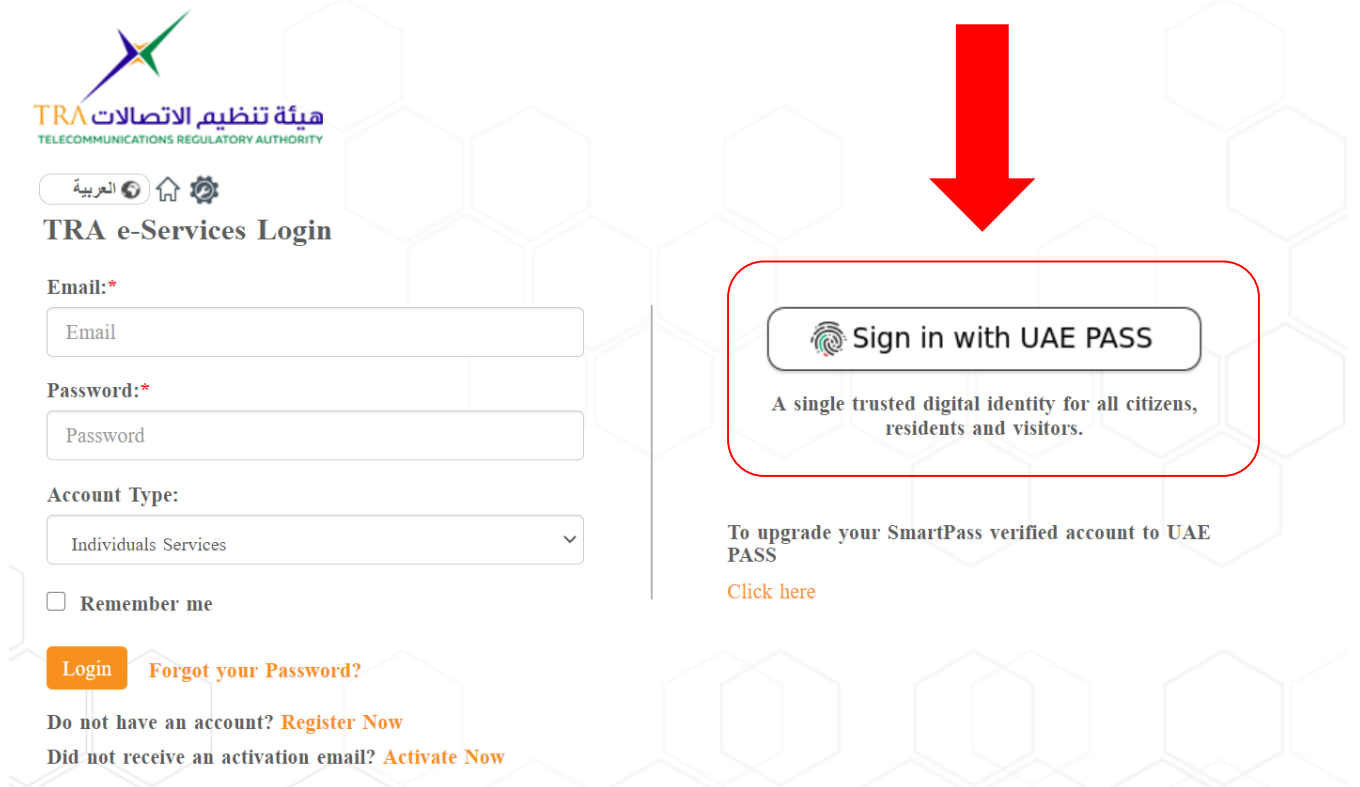 TRA هيئة تنظيم الاتصالات
TELECOMMUNICATIONS REGULATORY AUTHORITY
العربية
TRA e-Services Login
Email:*
Email
Password:*
Password
Account Type:
Individuals Services
Remember me
Login Forgot your Password?
Do not have an account? Register Now
Did not receive an activation email? Activate Now
Sign in with UAE PASS
A single trusted digital identity for all citizens,
residents and visitors.
To upgrade your SmartPass verified account to UAE
PASS
Click here